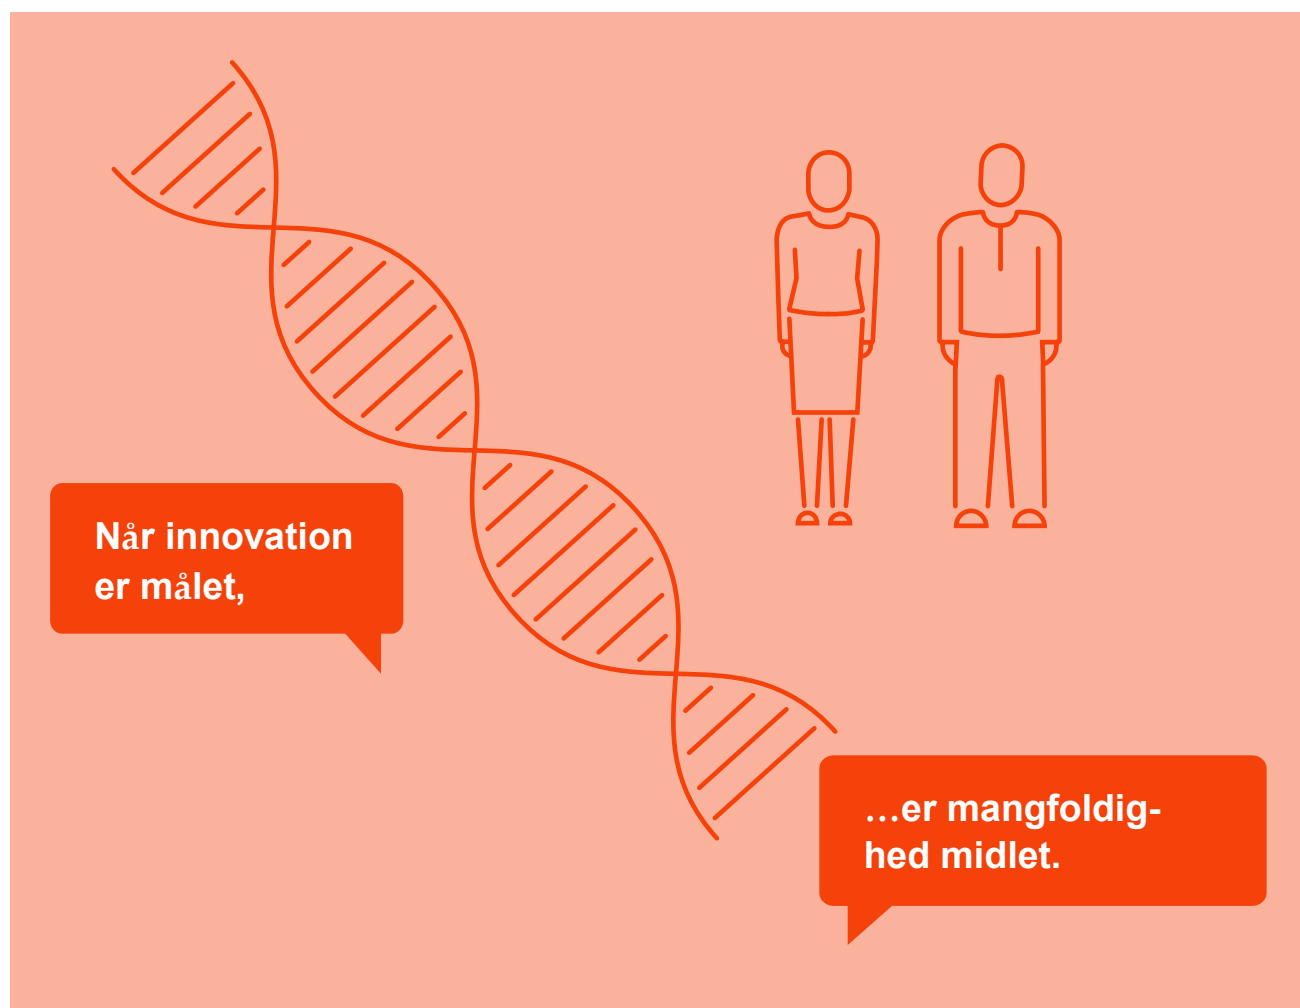 Når innovation
er målet,
…er mangfoldig-
hed midlet.